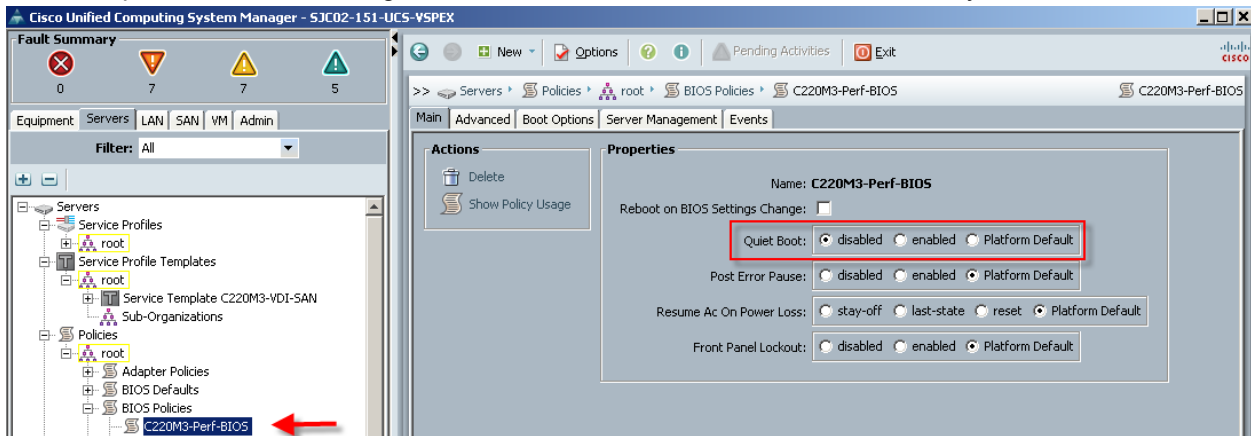 Cisco Unified Computing System Manager - SJC02-151-UCS-VSPEX
Fault Summary
0 7 7 5
New Options Pending Activities Exit
cisco
>> Servers Policies root BIOS Policies C220M3-Perf-BIOS C220M3-Perf-BIOS
Equipment Servers LAN SAN VM Admin
Filter: All
Main Advanced Boot Options Server Management Events
Actions
Delete
Show Policy Usage
Properties
Name: C220M3-Perf-BIOS
Reboot on BIOS Settings Change:
Quiet Boot: disabled enabled Platform Default
Post Error Pause: disabled enabled Platform Default
Resume Ac On Power Loss: stay-off last-state reset Platform Default
Front Panel Lockout: disabled enabled Platform Default
Servers
Service Profiles
root
Service Profile Templates
root
Service Template C220M3-VDI-SAN
Sub-Organizations
Policies
root
Adapter Policies
BIOS Defaults
BIOS Policies
C220M3-Perf-BIOS